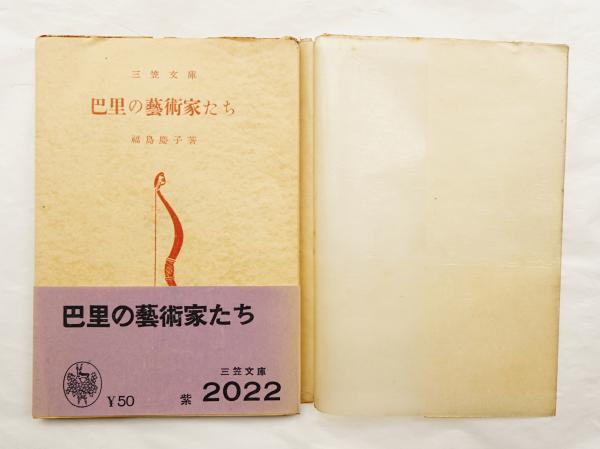 三笠文庫
巴里の藝術家たち
福島慶子著
巴里の藝術家たち
三笠文庫
¥50
紫 2022